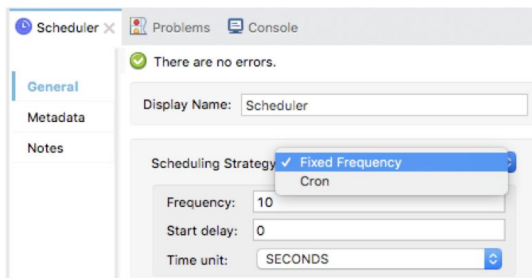 Scheduler Problems Console
There are no errors.
General
Display Name: Scheduler
Metadata
Notes
Scheduling Strategy ✓ Fixed Frequency
Cron
Frequency: 10
Start delay: 0
Time unit: SECONDS